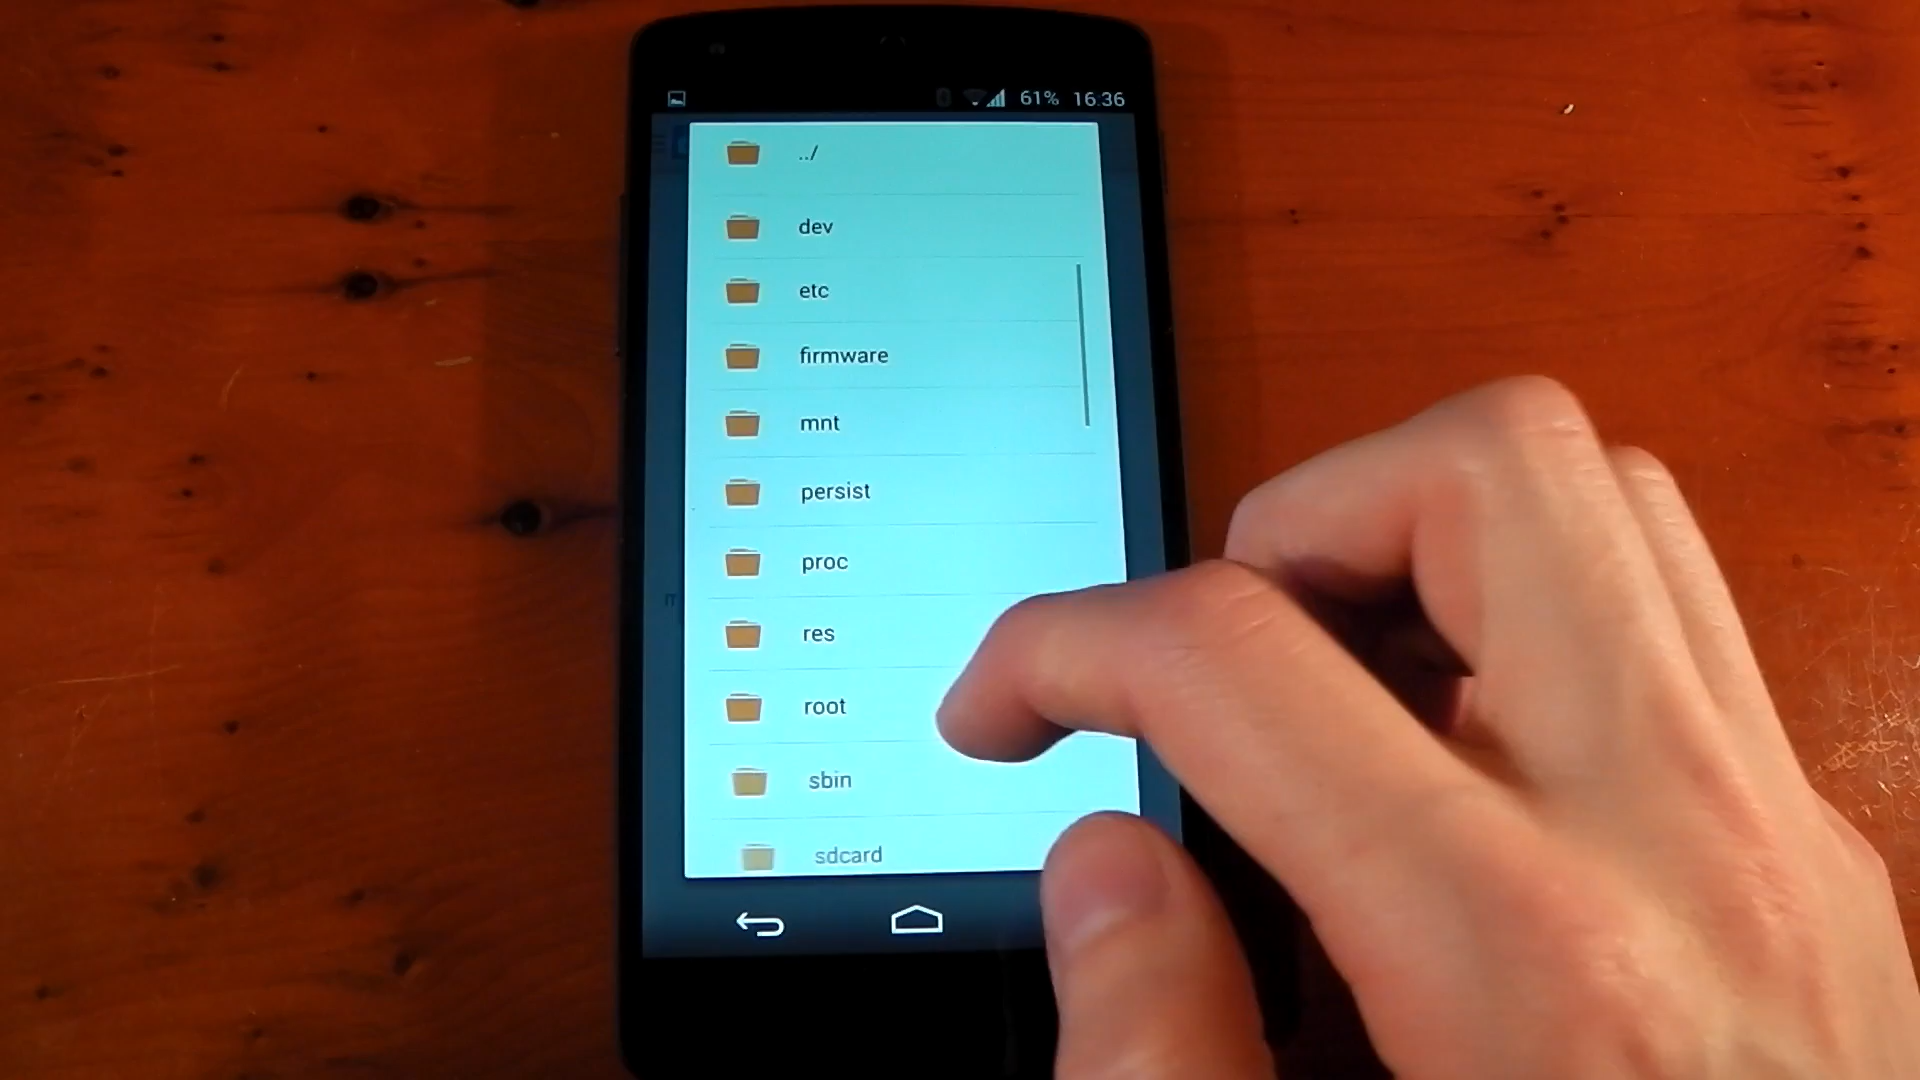 61% 16:36
../
dev
etc
firmware
mnt
persist
proc
res
root
sbin
sdcard